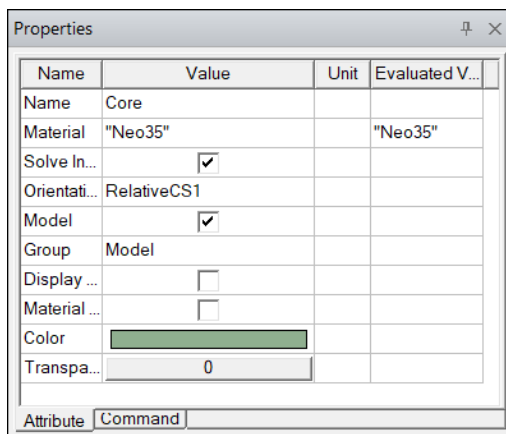 Properties
Name Value Unit Evaluated V...
Name Core
Material "Neo35" "Neo35"
Solve In...
Orientati... RelativeCS1
Model
Group Model
Display ...
Material ...
Color
Transpa... 0
Attribute Command